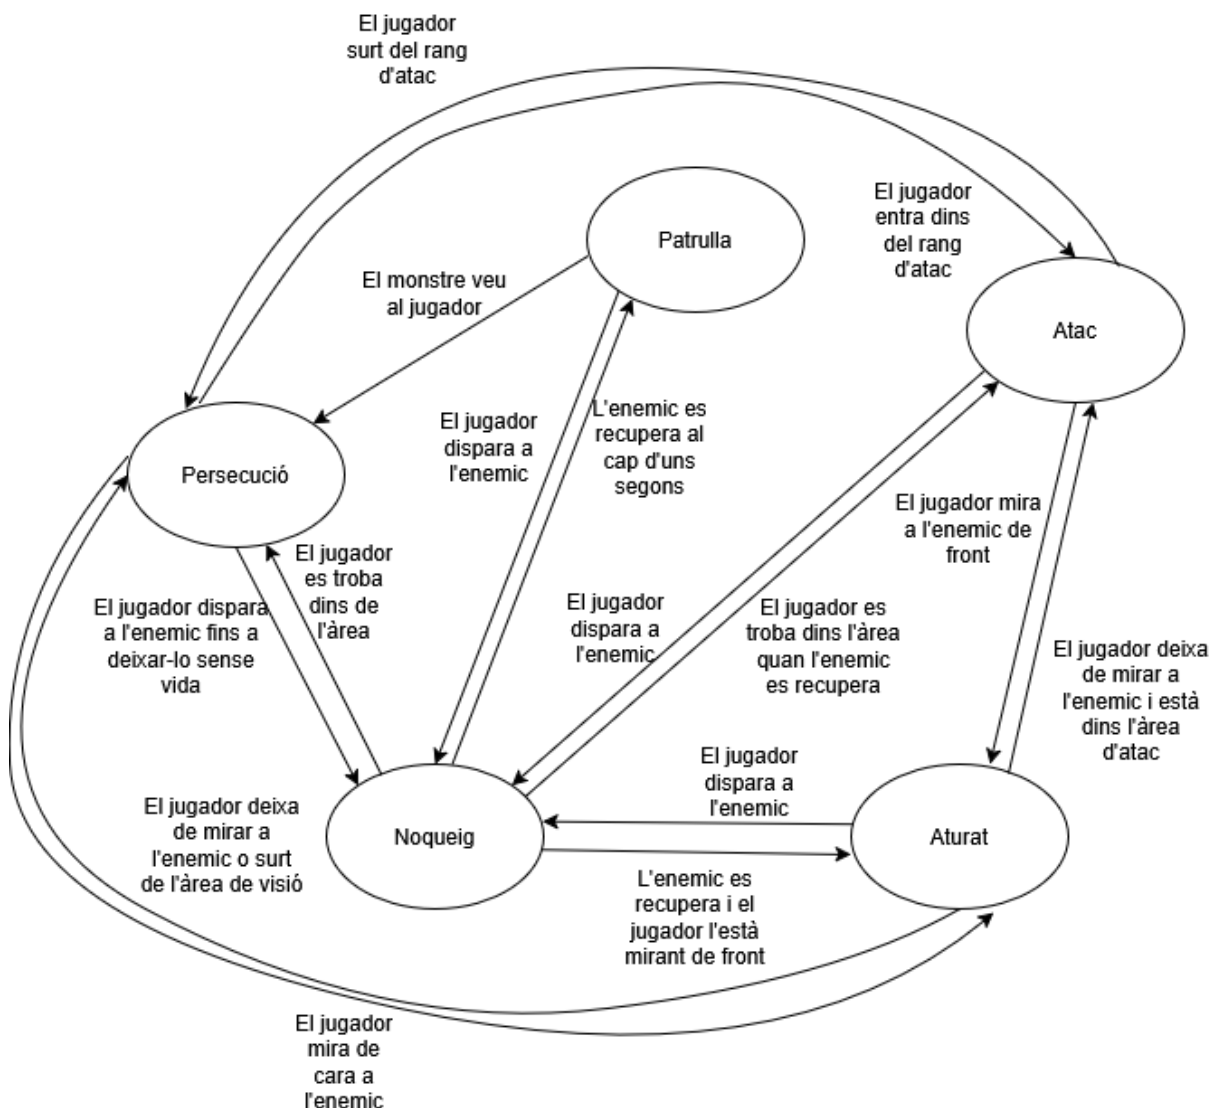 El jugador
surt del rang
d'atac
El jugador
entra dins
del rang
d'atac
Patrulla
El monstre veu
al jugador
Atac
El jugador
dispara a
l'enemic
L'enemic es
recupera al
cap d'uns
segons
Persecució
El jugador mira
a l'enemic de
front
El jugador
es troba
dins de
l'àrea
El jugador dispara
a l'enemic fins a
deixar-lo sense
vida
El jugador
dispara a
l'enemic
El jugador es
troba dins l'àrea
quan l'enemic
es recupera
El jugador deixa
de mirar a
l'enemic i està
dins l'àrea
d'atac
El jugador
dispara a
l'enemic
El jugador deixa
de mirar a
l'enemic o surt
de l'àrea de visió
Noqueig
Aturat
L'enemic es
recupera i el
jugador l'està
mirant de front
El jugador
mira de
cara a
l'enemic